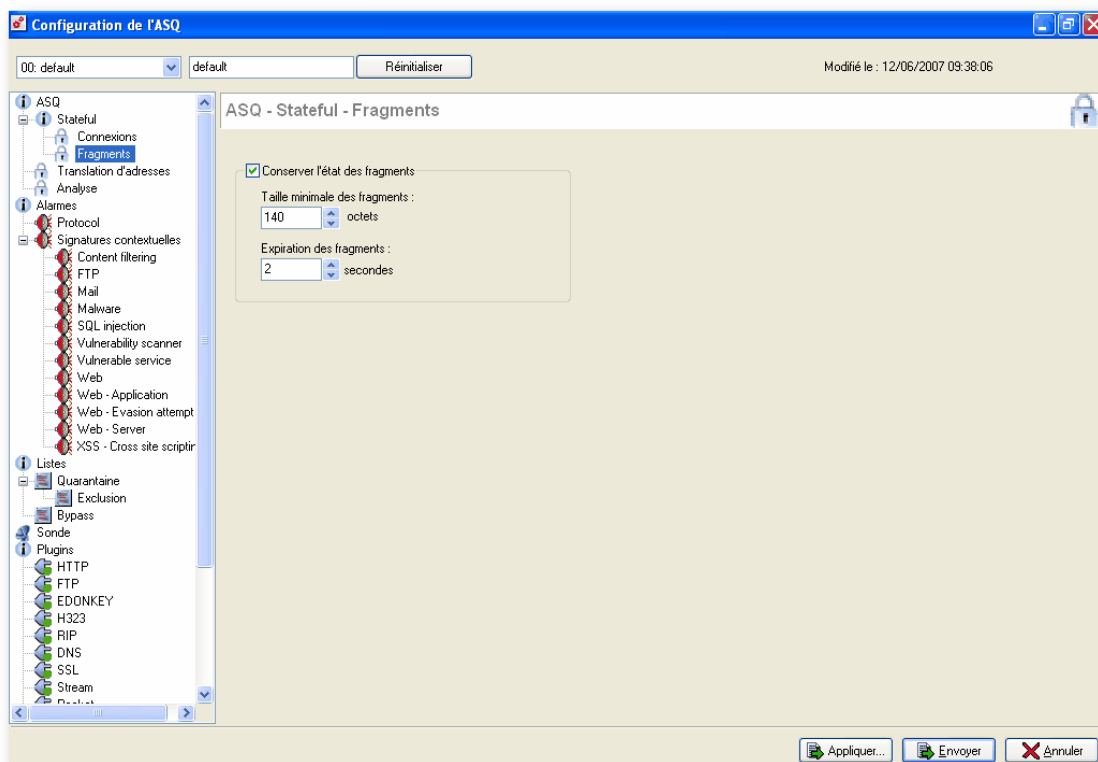 Configuration de l'ASQ
00: default
default
Réinitialiser
Modifié le : 12/06/2007 09:38:06
ASQ
Stateful
Connexions
Fragments
Translation d'adresses
Analyse
Alarmes
Protocol
Signatures contextuelles
Content filtering
FTP
Mail
Malware
SQL injection
Vulnerability scanner
Vulnerable service
Web
Web - Application
Web - Evasion attempt
Web - Server
XSS - Cross site scriptin
Listes
Quarantaine
Exclusion
Bypass
Sonde
Plugins
HTTP
FTP
EDONKEY
H323
RIP
DNS
SSL
Stream
ASQ - Stateful - Fragments
Conserver l'état des fragments
Taille minimale des fragments :
140 octets
Expiration des fragments :
2 secondes
Appliquer...
Envoyer
Annuler